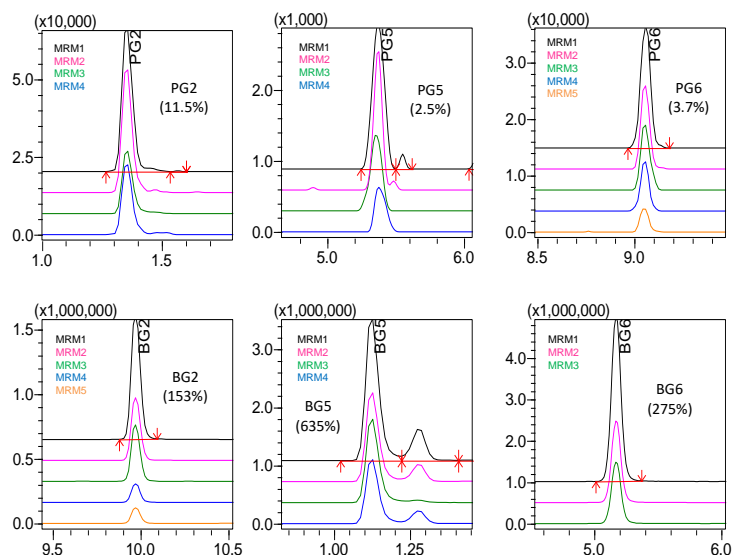 (x10,000)
PG2
MRM1
MRM2
MRM3
MRM4
PG2
(11.5%)
5.0
2.5
0.0
1.0
1.5
(x1,000)
PG5
MRM1
MRM2
MRM3
MRM4
PG5
(2.5%)
2.0
1.0
0.0
5.0
6.0
(x10,000)
PG6
MRM1
MRM2
MRM3
MRM4
MRM5
PG6
(3.7%)
3.0
1.5
0.0
8.5
9.0
(x1,000,000)
BG2
MRM1
MRM2
MRM3
MRM4
MRM5
BG2
(153%)
1.5
1.0
0.5
0.0
9.5
10.0
10.5
(x1,000,000)
BG5
MRM1
MRM2
MRM3
MRM4
BG5
(635%)
3.0
2.0
1.0
0.0
1.00
1.25
(x1,000,000)
BG6
MRM1
MRM2
MRM3
BG6
(275%)
4.0
3.0
2.0
1.0
0.0
5.0
6.0